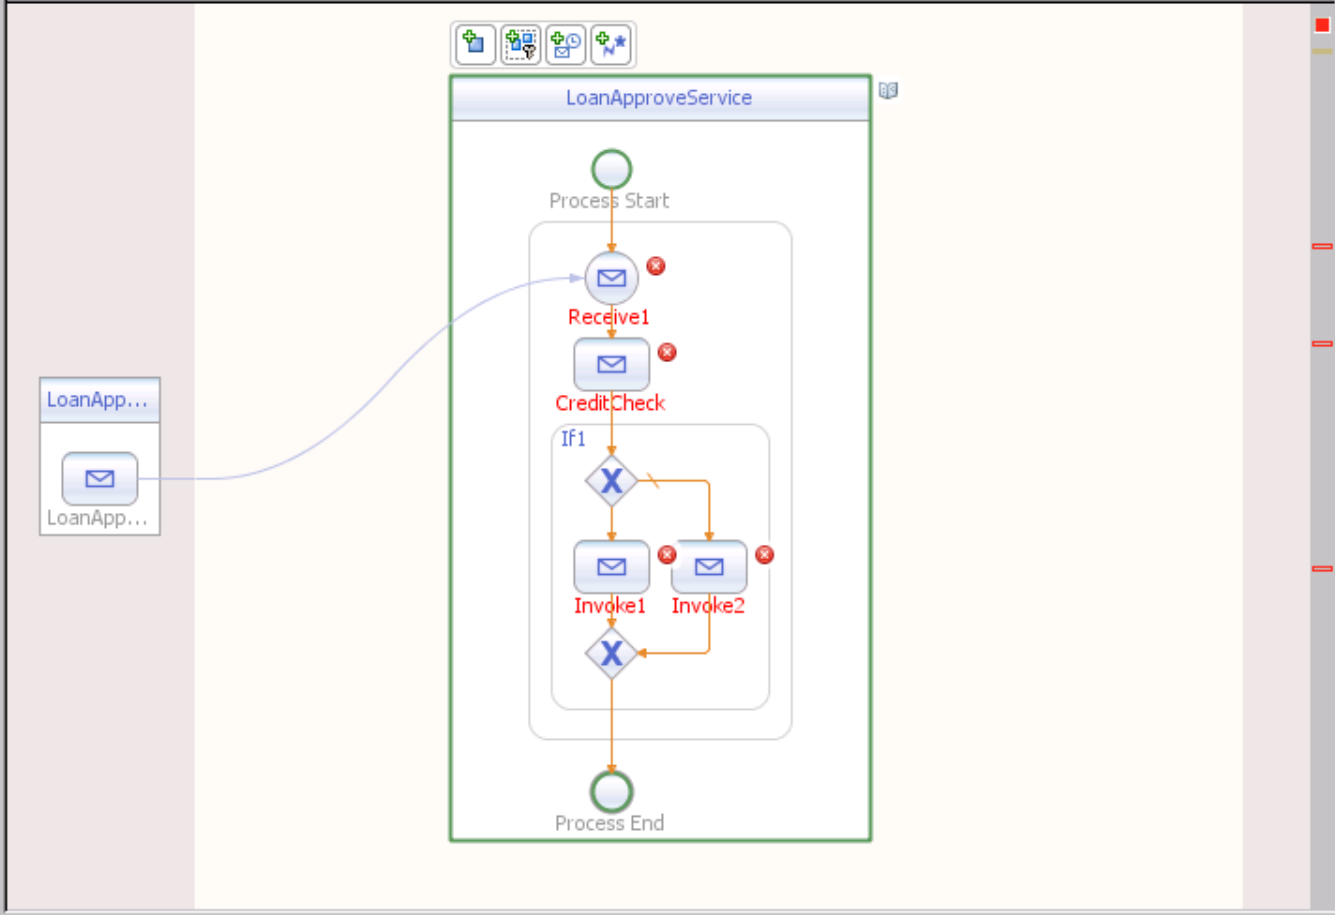 LoanApproveService
Process Start
Receive1
CreditCheck
LoanApp...
If1
X
LoanApp...
Invoke1
Invoke2
X
Process End